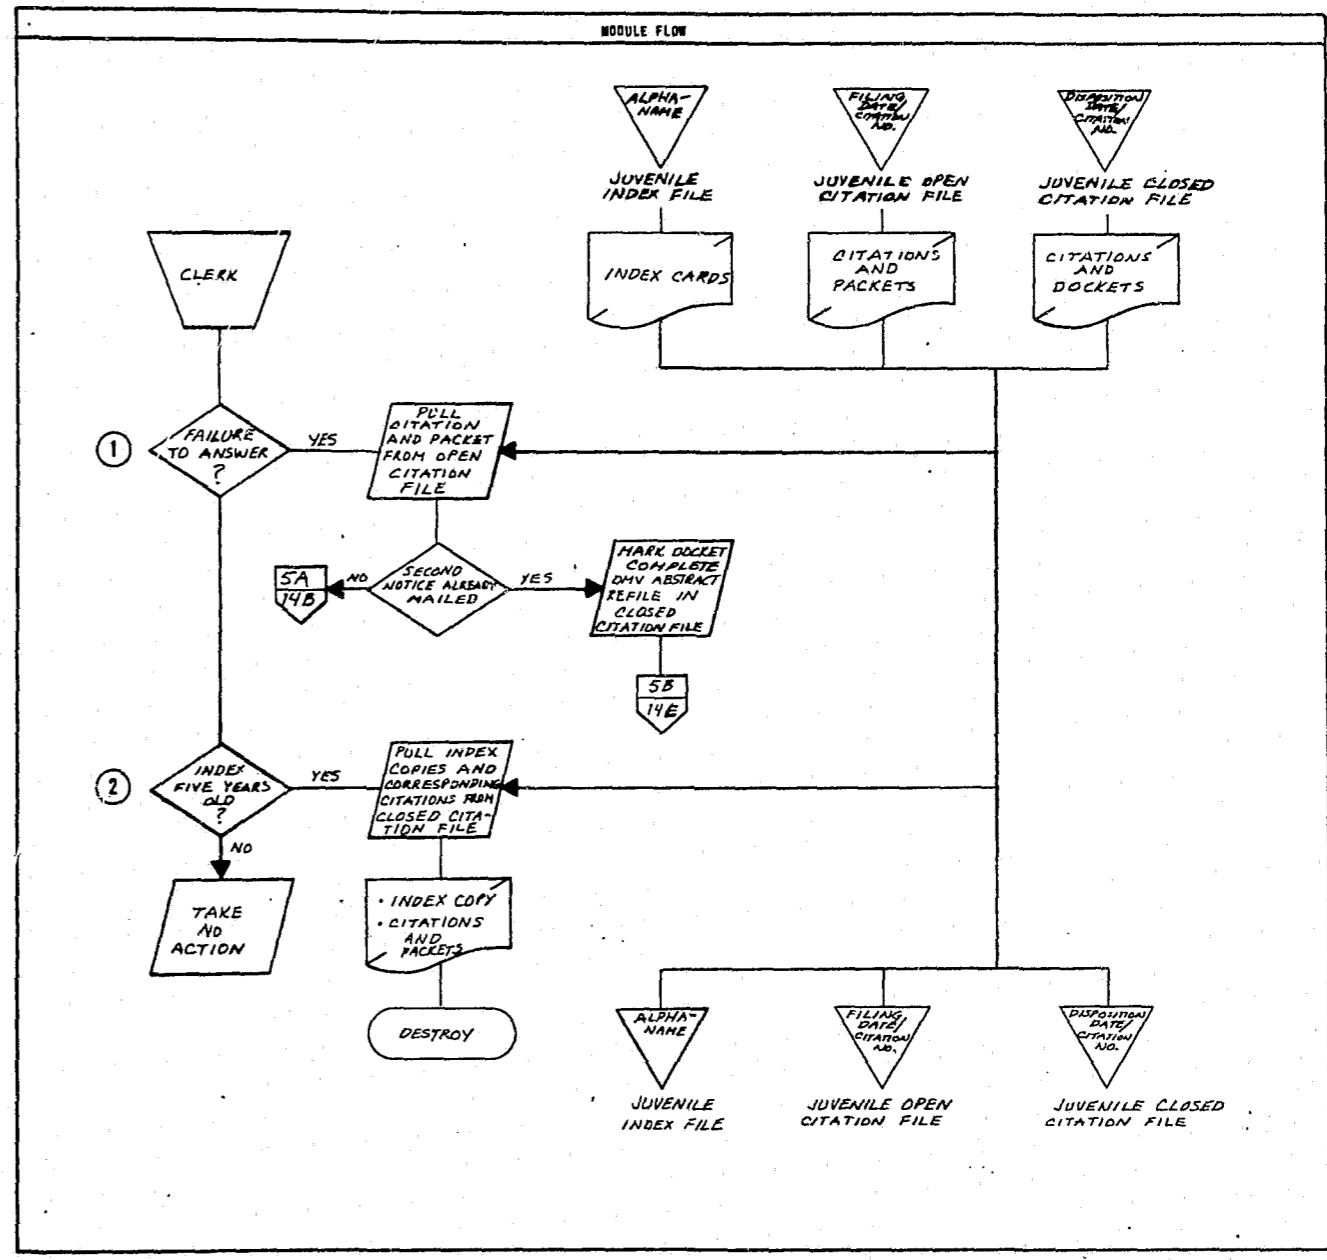 MODULE FLOW
ALPHA-
NAME
JUVENILE
INDEX FILE
FILING
DATE/
CITATION
NO.
JUVENILE OPEN
CITATION FILE
DISPOSITION
DATE/
CITATION
NO.
JUVENILE CLOSED
CITATION FILE
CLERK
INDEX CARDS
CITATIONS
AND
PACKETS
CITATIONS
AND
DOCKETS
1
FAILURE
TO ANSWER
?
YES
PULL
CITATION
AND PACKET
FROM OPEN
CITATION
FILE
5A
14B
NO
SECOND
NOTICE ALREADY
MAILED
YES
MARK DOCKET
COMPLETE
DMV ABSTRACT
REFILE IN
CLOSED
CITATION FILE
5B
14E
2
INDEX
FIVE YEARS
OLD
?
YES
PULL INDEX
COPIES AND
CORRESPONDING
CITATIONS FROM
CLOSED CITA-
TION FILE
NO
TAKE
NO
ACTION
• INDEX COPY
• CITATIONS
AND
PACKETS
DESTROY
ALPHA-
NAME
JUVENILE
INDEX FILE
FILING
DATE/
CITATION
NO.
JUVENILE OPEN
CITATION FILE
DISPOSITION
DATE/
CITATION
NO.
JUVENILE CLOSED
CITATION FILE